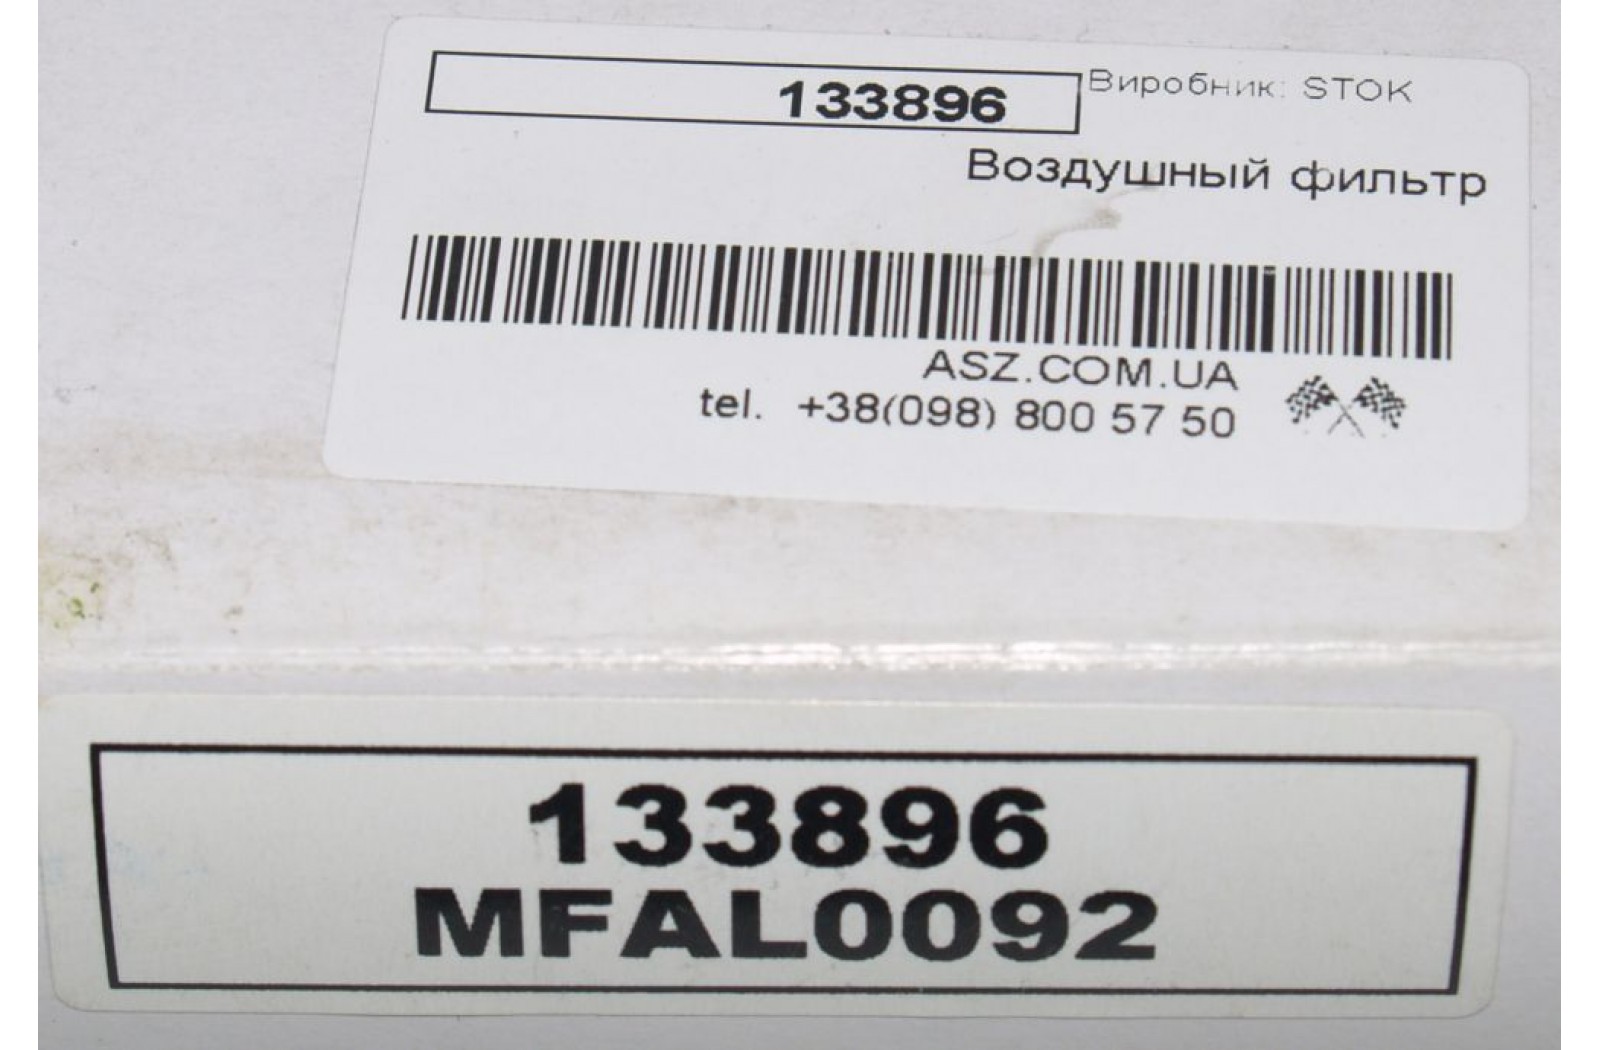 133896
Виробник: STOK
Воздушный фильтр
ASZ.COM.UA
tel. +38(098) 800 57 50
133896
MFAL0092